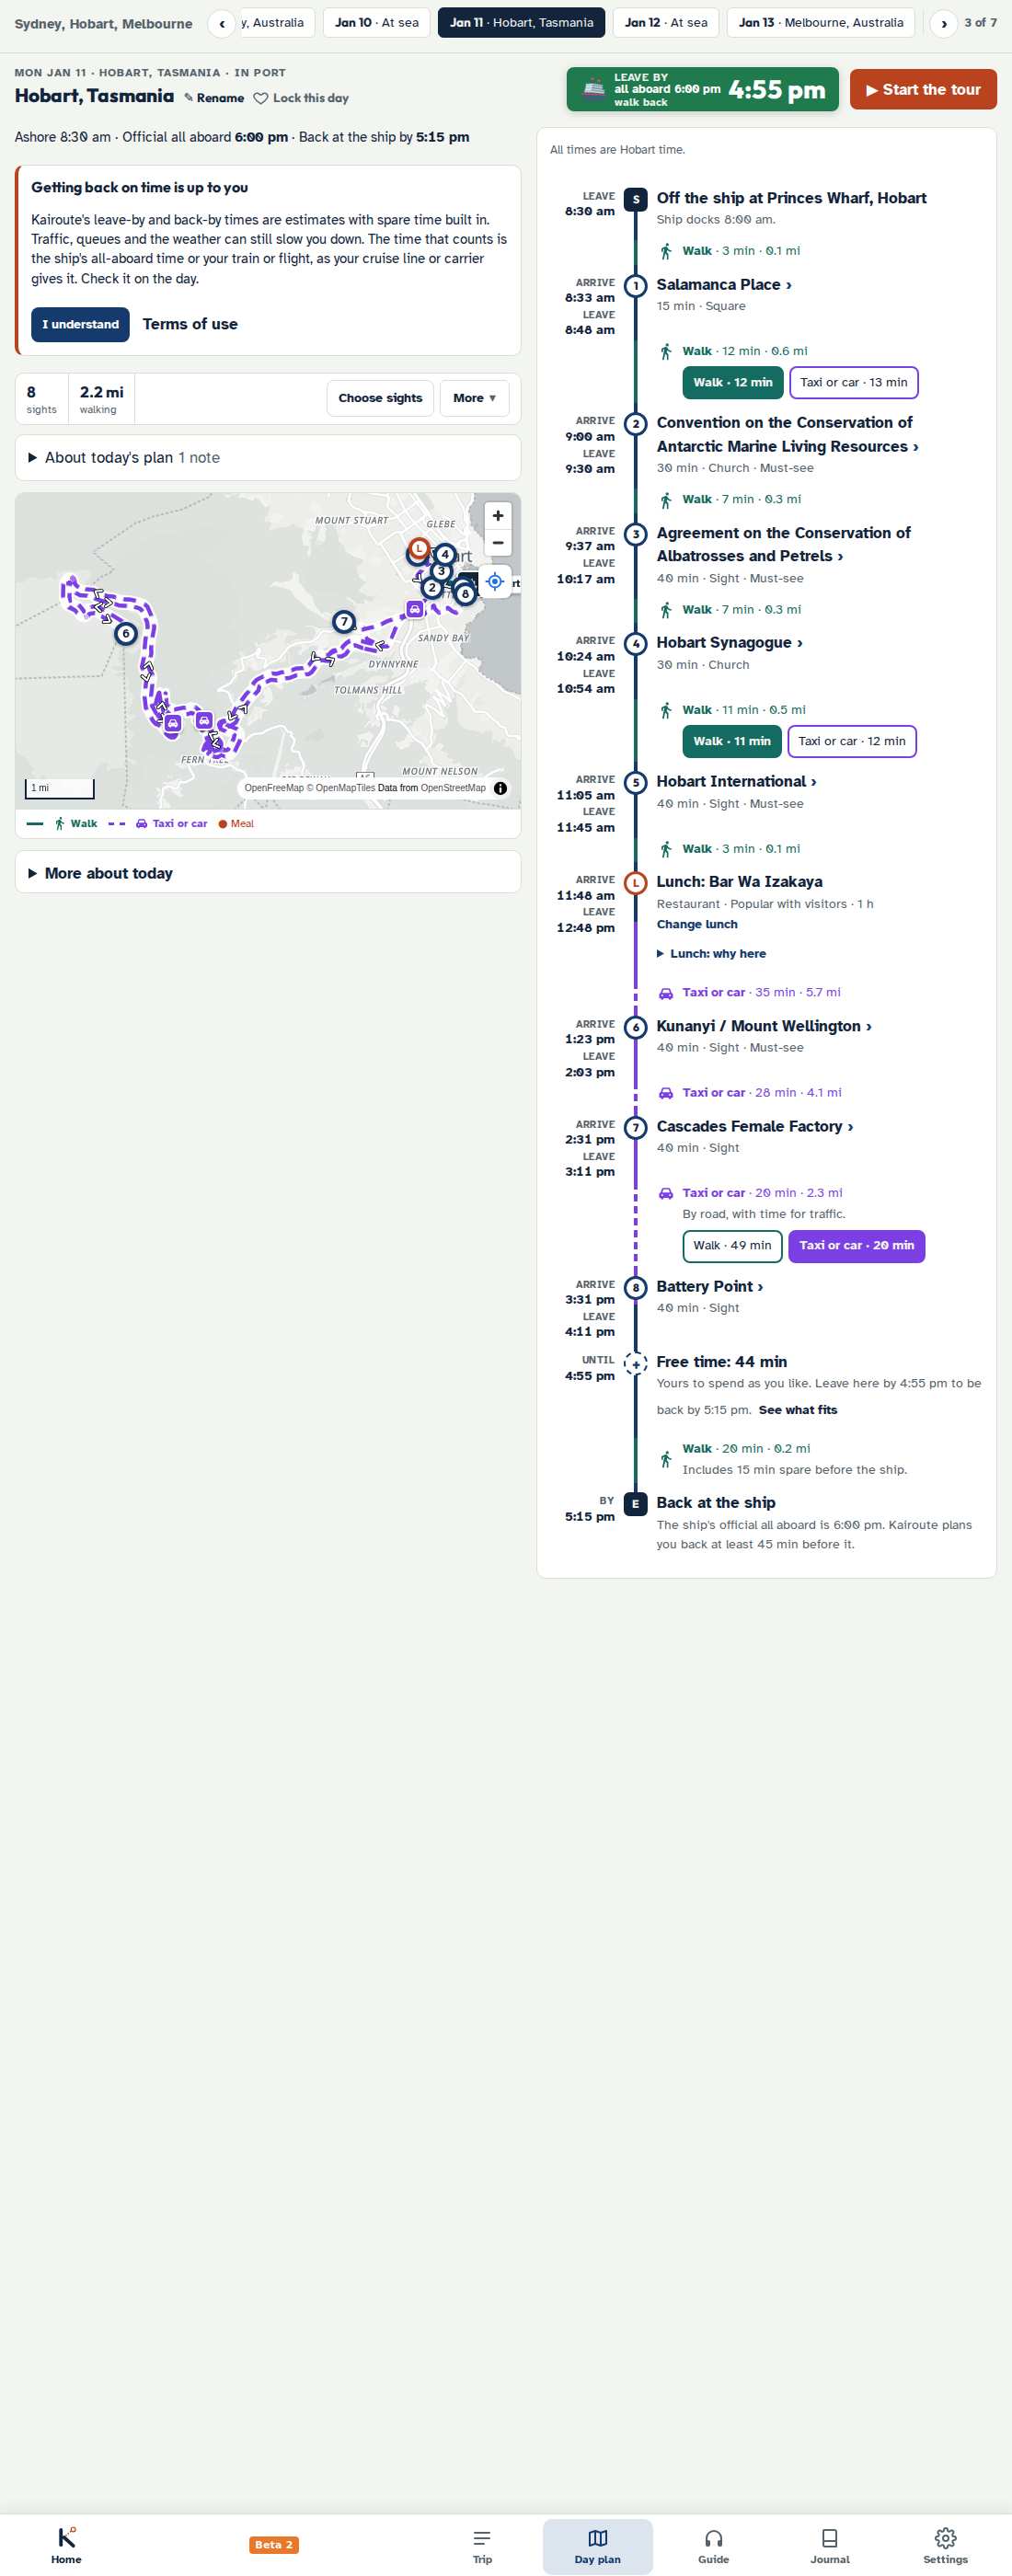 Sydney, Hobart, Melbourne
‹
y, Australia
Jan 10 · At sea
Jan 11 · Hobart, Tasmania
Jan 12 · At sea
Jan 13 · Melbourne, Australia
›
3 of 7
MON JAN 11 · HOBART, TASMANIA · IN PORT
Hobart, Tasmania
✎ Rename
Lock this day
LEAVE BY
all aboard 6:00 pm
walk back
4:55 pm
▶ Start the tour
Ashore 8:30 am · Official all aboard 6:00 pm · Back at the ship by 5:15 pm
Getting back on time is up to you
Kairoute's leave-by and back-by times are estimates with spare time built in.
Traffic, queues and the weather can still slow you down. The time that counts is
the ship's all-aboard time or your train or flight, as your cruise line or carrier
gives it. Check it on the day.
I understand
Terms of use
8
sights
2.2 mi
walking
Choose sights
More ▼
▶ About today's plan 1 note
MOUNT STUART
GLEBE
L
4
art
3
2
8
rt
+
−
7
6
SANDY BAY
DYNNYRNE
TOLMANS HILL
MOUNT NELSON
1 mi
OpenFreeMap © OpenMapTiles Data from OpenStreetMap
Walk
Taxi or car
Meal
▶ More about today
All times are Hobart time.
LEAVE
8:30 am
S
Off the ship at Princes Wharf, Hobart
Ship docks 8:00 am.
Walk · 3 min · 0.1 mi
ARRIVE
8:33 am
LEAVE
8:48 am
1
Salamanca Place ›
15 min · Square
Walk · 12 min · 0.6 mi
Walk · 12 min
Taxi or car · 13 min
ARRIVE
9:00 am
LEAVE
9:30 am
2
Convention on the Conservation of
Antarctic Marine Living Resources ›
30 min · Church · Must-see
Walk · 7 min · 0.3 mi
ARRIVE
9:37 am
LEAVE
10:17 am
3
Agreement on the Conservation of
Albatrosses and Petrels ›
40 min · Sight · Must-see
Walk · 7 min · 0.3 mi
ARRIVE
10:24 am
LEAVE
10:54 am
4
Hobart Synagogue ›
30 min · Church
Walk · 11 min · 0.5 mi
Walk · 11 min
Taxi or car · 12 min
ARRIVE
11:05 am
LEAVE
11:45 am
5
Hobart International ›
40 min · Sight · Must-see
Walk · 3 min · 0.1 mi
ARRIVE
11:48 am
LEAVE
12:48 pm
L
Lunch: Bar Wa Izakaya
Restaurant · Popular with visitors · 1 h
Change lunch
▶ Lunch: why here
Taxi or car · 35 min · 5.7 mi
ARRIVE
1:23 pm
LEAVE
2:03 pm
6
Kunanyi / Mount Wellington ›
40 min · Sight · Must-see
Taxi or car · 28 min · 4.1 mi
ARRIVE
2:31 pm
LEAVE
3:11 pm
7
Cascades Female Factory ›
40 min · Sight
Taxi or car · 20 min · 2.3 mi
By road, with time for traffic.
Walk · 49 min
Taxi or car · 20 min
ARRIVE
3:31 pm
LEAVE
4:11 pm
8
Battery Point ›
40 min · Sight
UNTIL
4:55 pm
+
Free time: 44 min
Yours to spend as you like. Leave here by 4:55 pm to be
back by 5:15 pm. See what fits
Walk · 20 min · 0.2 mi
Includes 15 min spare before the ship.
BY
5:15 pm
E
Back at the ship
The ship's official all aboard is 6:00 pm. Kairoute plans
you back at least 45 min before it.
Home
Beta 2
Trip
Day plan
Guide
Journal
Settings